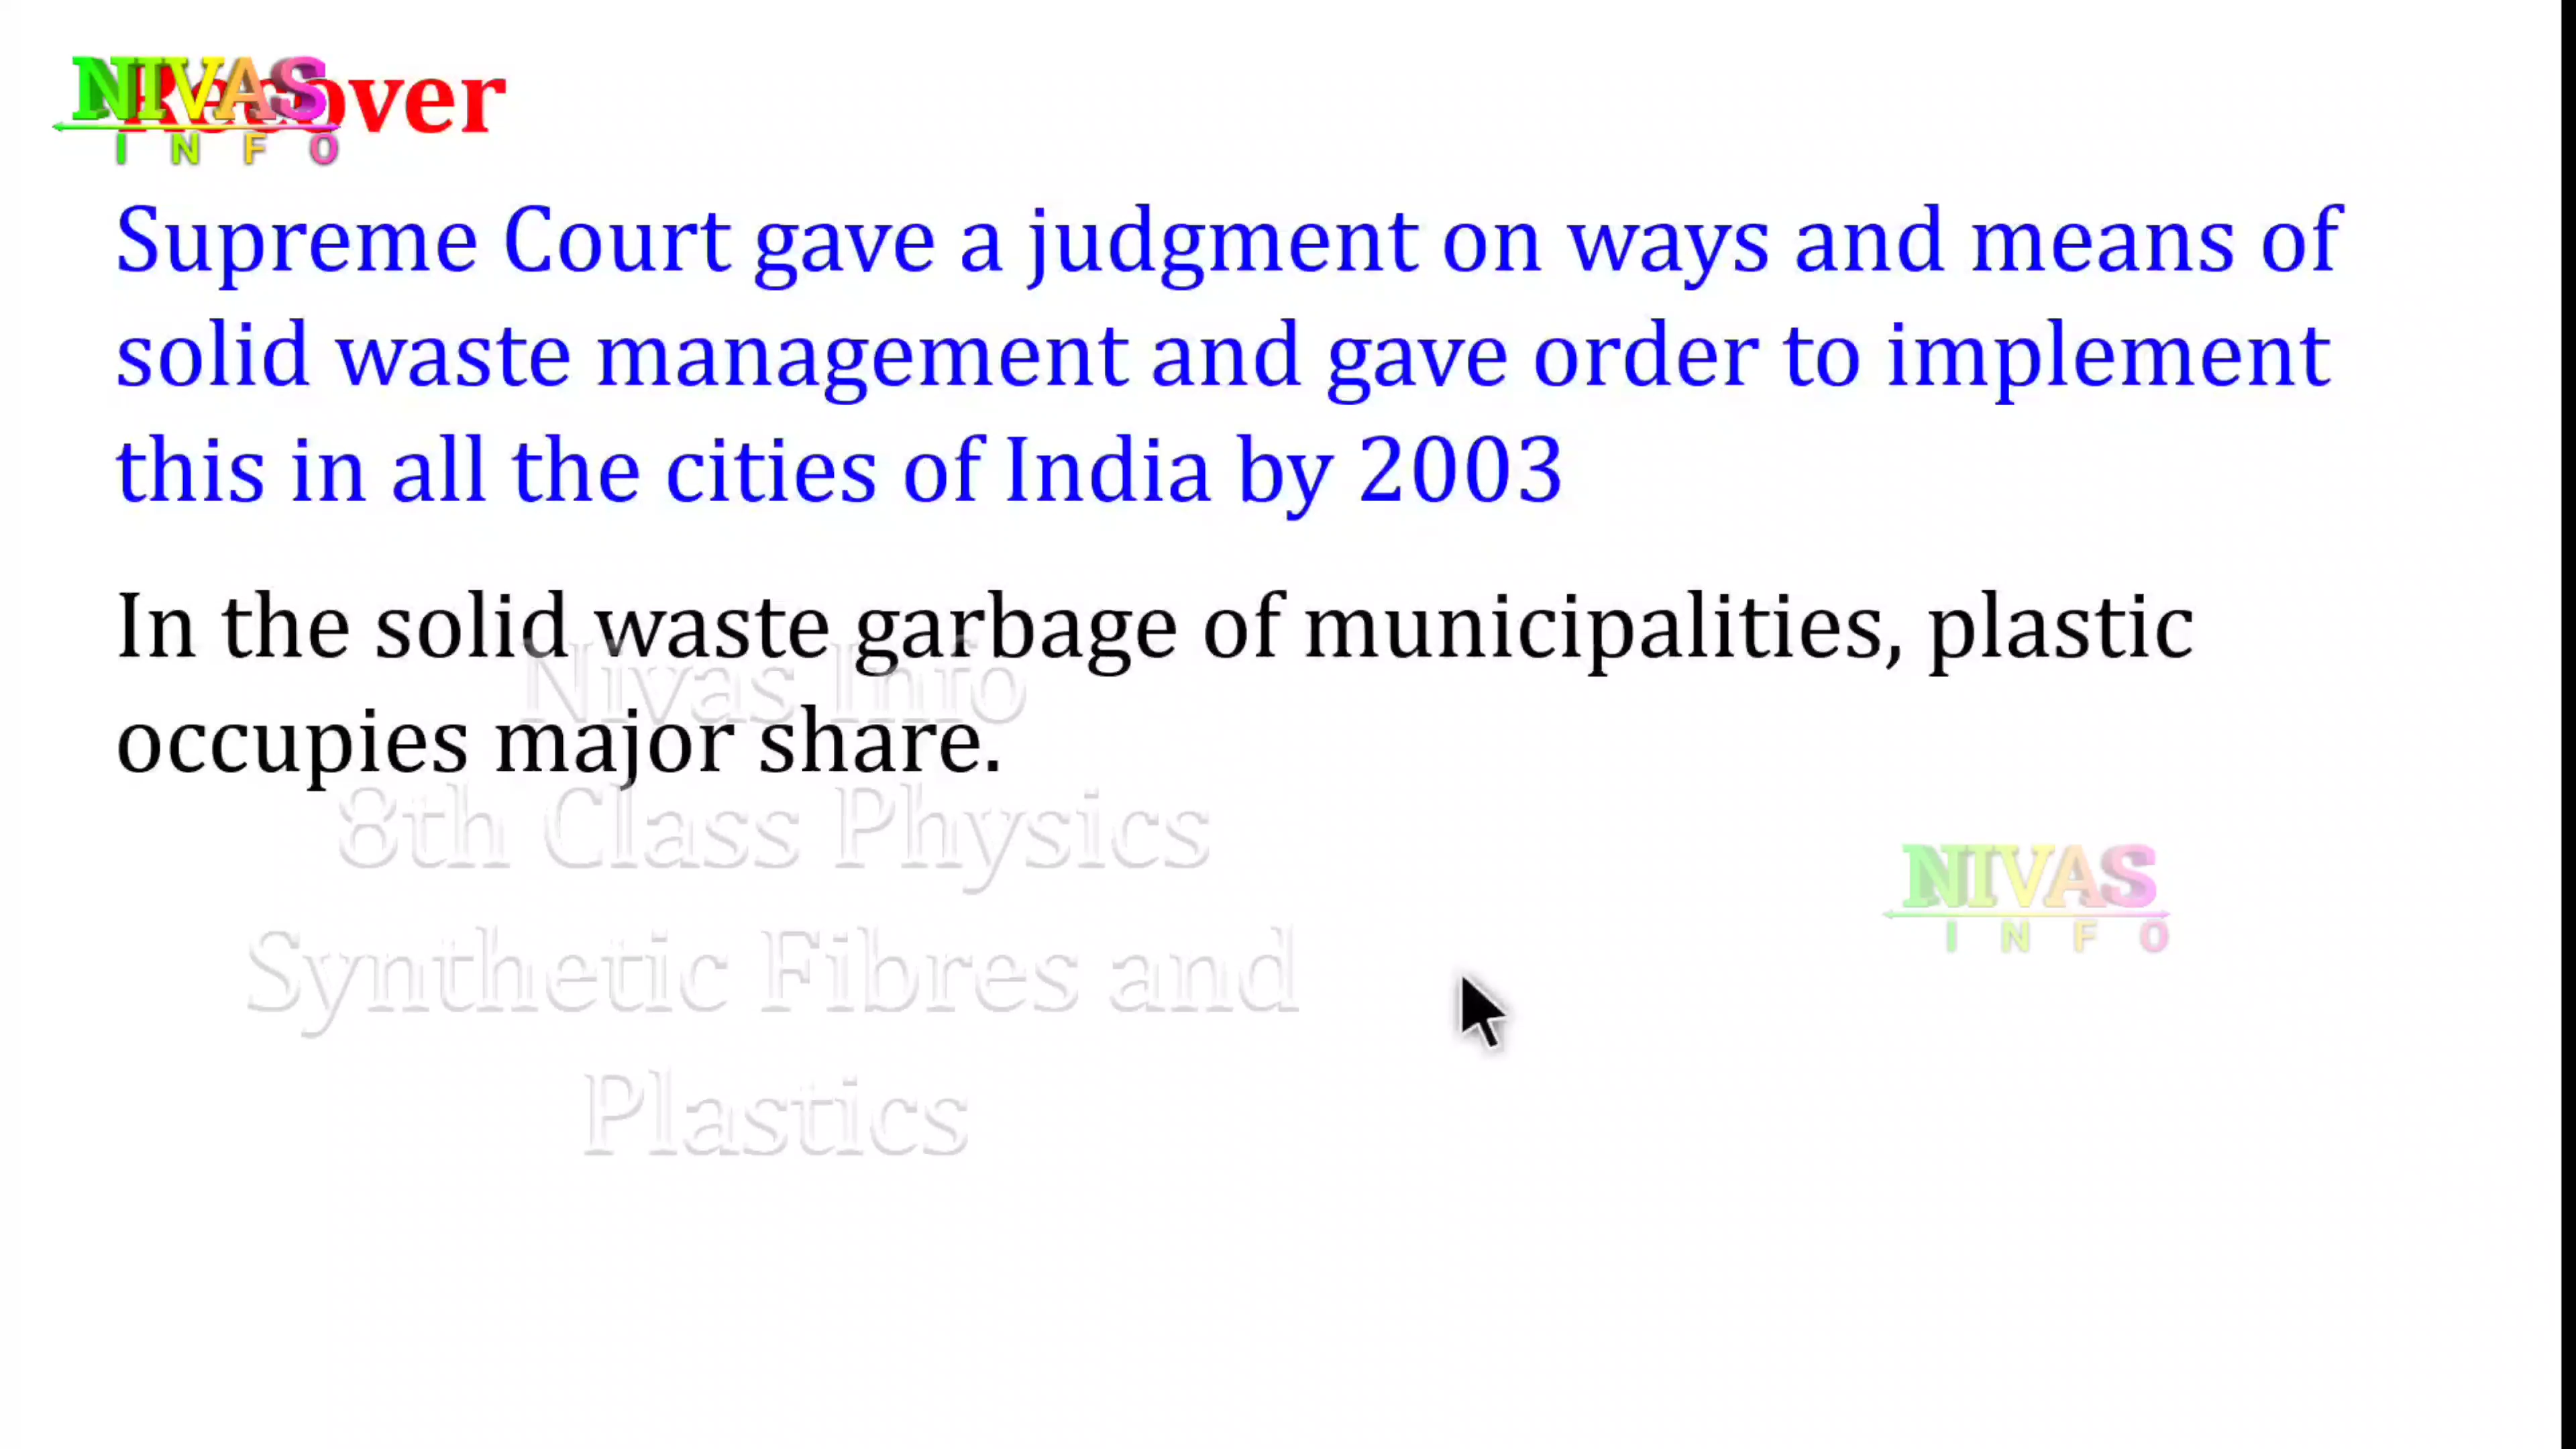 NIVAS
INFO
Recover
Supreme Court gave a judgment on ways and means of
solid waste management and gave order to implement
this in all the cities of India by 2003
In the solid waste garbage of municipalities, plastic
occupies major share.
Nivas Info
8th Class Physics
Synthetic Fibres and
Plastics
NIVAS
INFO